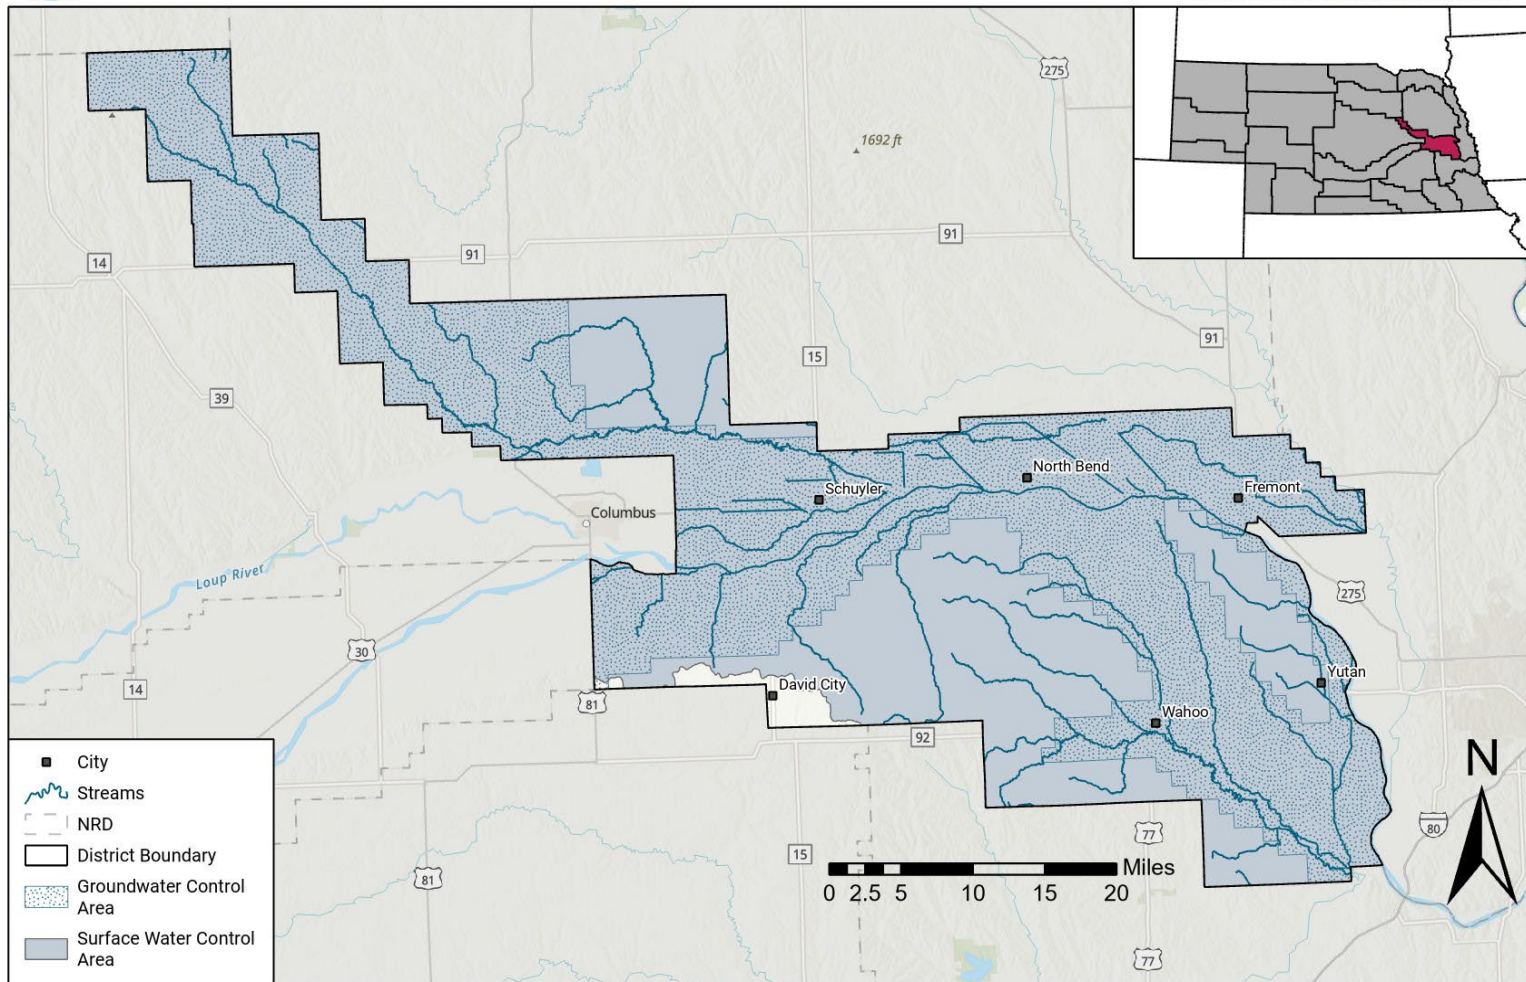 275
1692 ft
91
91
14
15
91
39
North Bend
Schuyler
Fremont
Columbus
Loup River
275
30
Yutan
14
David City
81
Wahoo
92
N
City
Streams
NRD
District Boundary
Groundwater Control
Area
Surface Water Control
Area
77
80
15
81
Miles
0 2.5 5 10 15 20
77